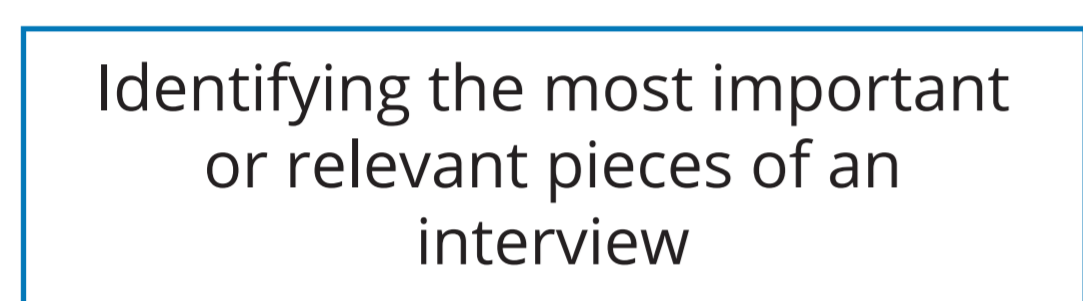 Identifying the most important
or relevant pieces of an
interview